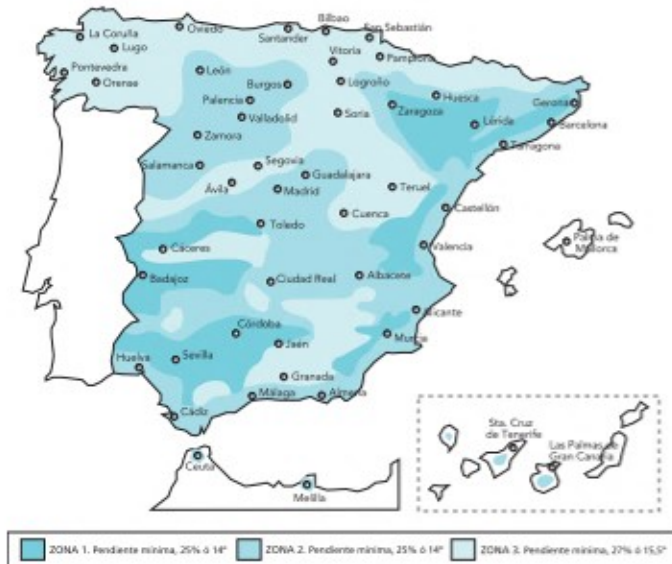 Bilbao
Oviedo
San Sebastián
La Coruña
Santander
Lugo
Vitoria
Pamplona
Pontevedra
León
Logroño
Orense
Burgos
Huesca
Palencia
Zaragoza
Gerona
Valladolid
Soria
Lérida
Barcelona
Zamora
Tarragona
Salamanca
Segovia
Guadalajara
Ávila
Madrid
Teruel
Castellón
Cuenca
Toledo
Palma de
Mallorca
Cáceres
Valencia
Badajoz
Ciudad Real
Albacete
Alicante
Córdoba
Murcia
Jaén
Huelva
Sevilla
Granada
Málaga
Almería
Cádiz
Sta. Cruz
de Tenerife
Las Palmas de
Gran Canaria
Ceuta
Melilla
ZONA 1. Pendiente mínima, 25% ó 14º
ZONA 2. Pendiente mínima, 25% ó 14º
ZONA 3. Pendiente mínima, 27% ó 15,5º